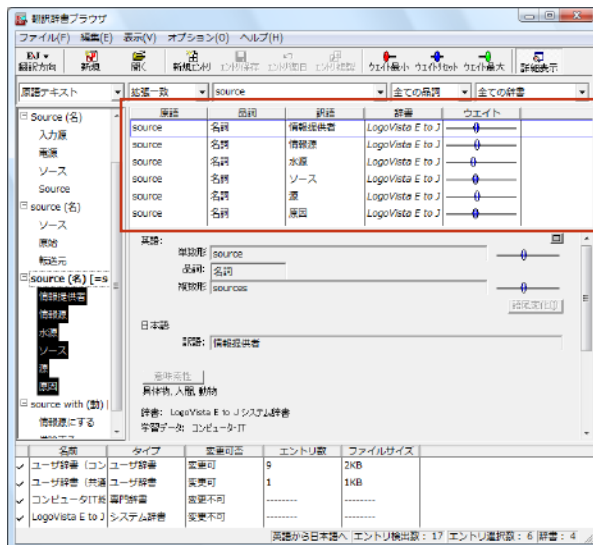 翻訳辞書ブラウザ
ファイル(F) 編集(E) 表示(V) オプション(O) ヘルプ(H)
EJ
翻訳方向 新規 開く 新規エントリ エントリ保存 エントリ複製 ウエイト最小 ウエイトリセット ウエイト最大 詳細表示
原語テキスト 拡張一致 source 全ての品詞 全ての辞書
Source (名)
入力源
電源
ソース
Source
source (名)
ソース
原始
転送元
source (名) [=s
情報提供者
情報源
水源
ソース
源
原因
source with (動)
情報源にする
原語 品詞 訳語 辞書 ウエイト
source 名詞 情報提供者 LogoVista E to J
source 名詞 情報源 LogoVista E to J
source 名詞 水源 LogoVista E to J
source 名詞 ソース LogoVista E to J
source 名詞 源 LogoVista E to J
source 名詞 原因 LogoVista E to J
英語:
単数形 source
品詞: 名詞
複数形 sources
語尾変化(I)
日本語
訳語: 情報提供者
意味属性
具体物, 人間, 動物
辞書: LogoVista E to Jシステム辞書
学習データ: コンピュータ・IT
名前 タイプ 変更可否 エントリ数 ファイルサイズ
ユーザ辞書 (コン ユーザ辞書 変更可 9 2KB
ユーザ辞書 (共通 ユーザ辞書 変更可 1 1KB
コンピュータIT総 専門辞書 変更不可 -------- --------
LogoVista E to J システム辞書 変更不可 -------- --------
英語から日本語へ エントリ検出数: 17 エントリ選択数: 6 辞書: 4